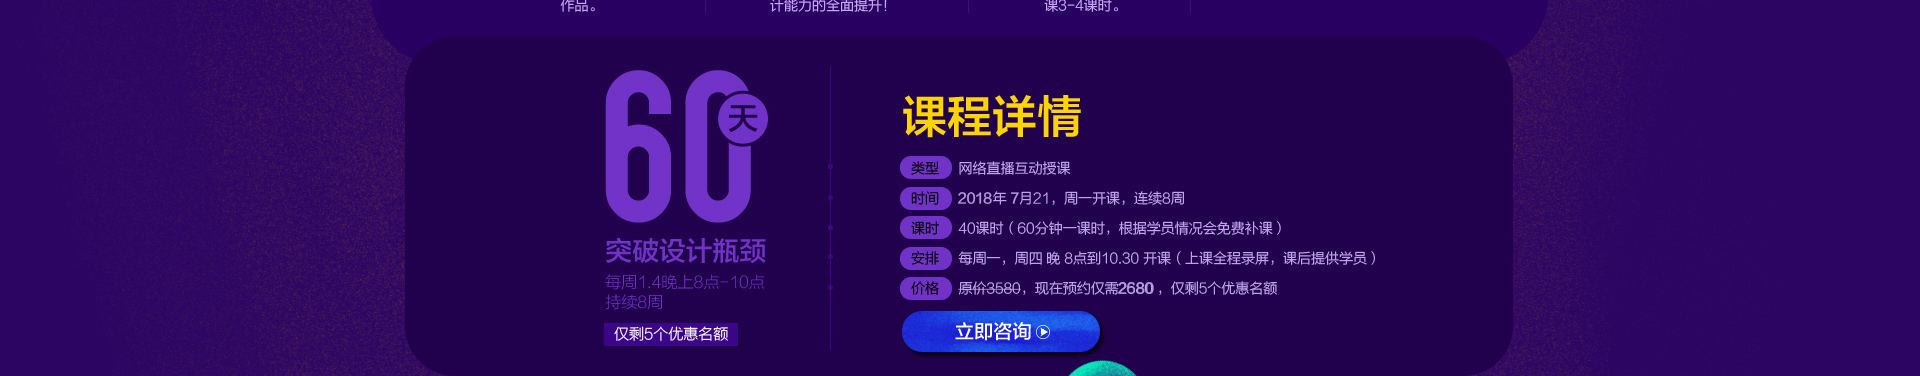 作品。
计能力的全面提升！
课3-4课时。
60天
突破设计瓶颈
每周1.4晚上8点-10点
持续8周
仅剩5个优惠名额
课程详情
类型 网络直播互动授课
时间 2018年 7月21，周一开课，连续8周
课时 40课时（60分钟一课时，根据学员情况会免费补课）
安排 每周一，周四 晚 8点到10.30 开课（上课全程录屏，课后提供学员）
价格 原价3580，现在预约仅需2680 ，仅剩5个优惠名额
立即咨询